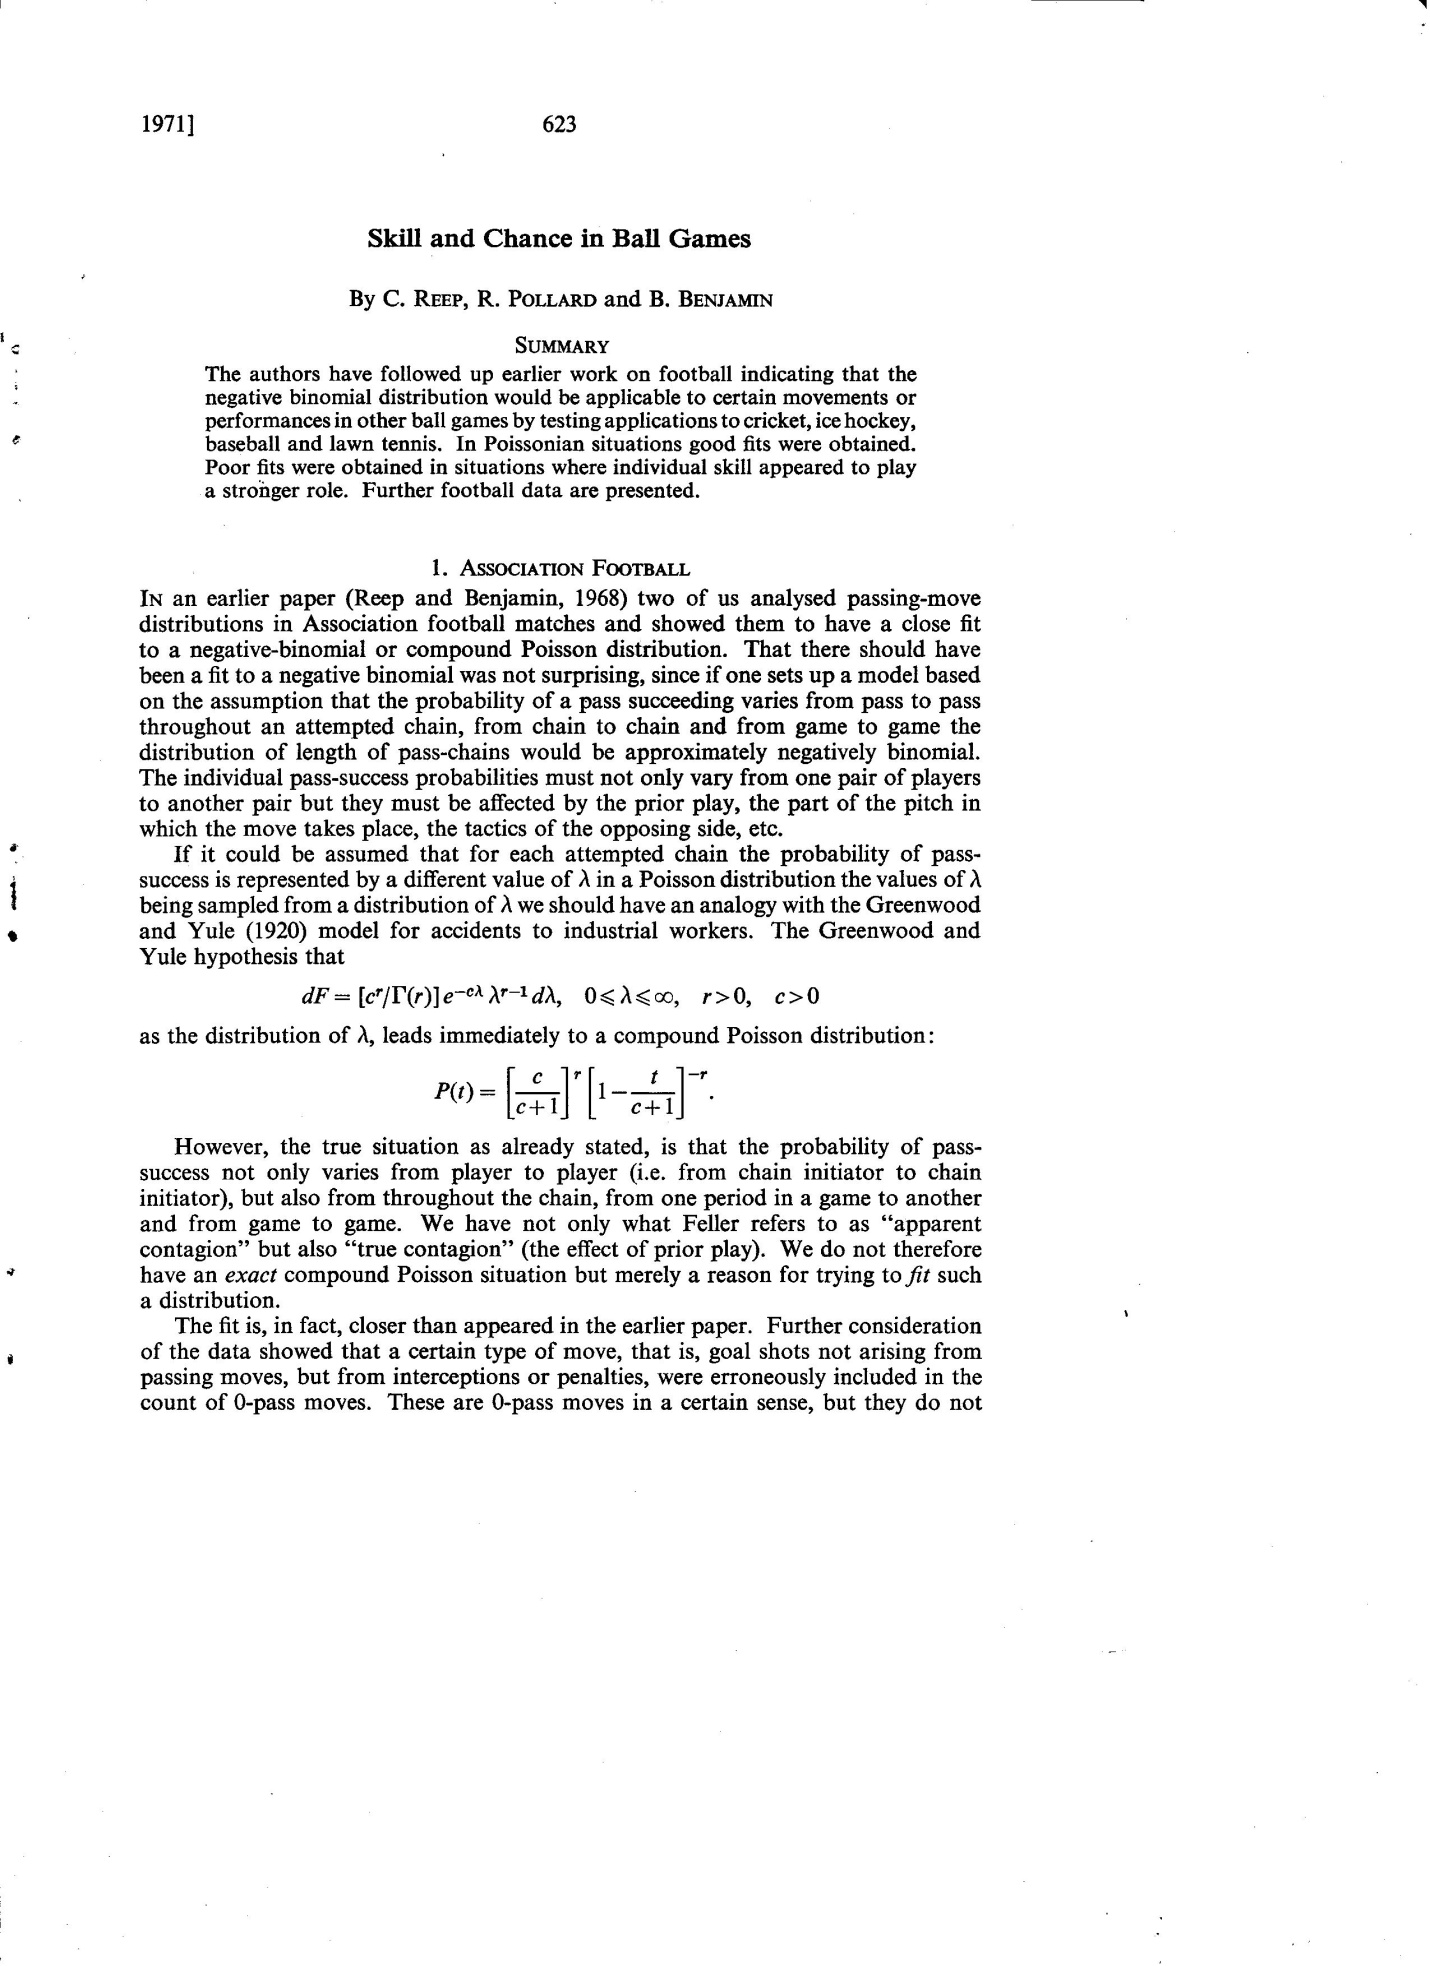 1971]
623
Skill and Chance in Ball Games
By C. REEP, R. POLLARD and B. BENJAMIN
SUMMARY
The authors have followed up earlier work on football indicating that the
negative binomial distribution would be applicable to certain movements or
performances in other ball games by testing applications to cricket, ice hockey,
baseball and lawn tennis. In Poissonian situations good fits were obtained.
Poor fits were obtained in situations where individual skill appeared to play
a stronger role. Further football data are presented.
1. ASSOCIATION FOOTBALL
IN an earlier paper (Reep and Benjamin, 1968) two of us analysed passing-move
distributions in Association football matches and showed them to have a close fit
to a negative-binomial or compound Poisson distribution. That there should have
been a fit to a negative binomial was not surprising, since if one sets up a model based
on the assumption that the probability of a pass succeeding varies from pass to pass
throughout an attempted chain, from chain to chain and from game to game the
distribution of length of pass-chains would be approximately negatively binomial.
The individual pass-success probabilities must not only vary from one pair of players
to another pair but they must be affected by the prior play, the part of the pitch in
which the move takes place, the tactics of the opposing side, etc.
If it could be assumed that for each attempted chain the probability of pass-
success is represented by a different value of λ in a Poisson distribution the values of λ
being sampled from a distribution of λ we should have an analogy with the Greenwood
and Yule (1920) model for accidents to industrial workers. The Greenwood and
Yule hypothesis that
dF = [c^r/Γ(r)] e^{-cλ} λ^{r-1} dλ, 0⩽λ⩽∞, r>0, c>0
as the distribution of λ, leads immediately to a compound Poisson distribution:
P(t) = [c/(c+1)]^r [1 − t/(c+1)]^{-r}.
However, the true situation as already stated, is that the probability of pass-
success not only varies from player to player (i.e. from chain initiator to chain
initiator), but also from throughout the chain, from one period in a game to another
and from game to game. We have not only what Feller refers to as “apparent
contagion” but also “true contagion” (the effect of prior play). We do not therefore
have an exact compound Poisson situation but merely a reason for trying to fit such
a distribution.
The fit is, in fact, closer than appeared in the earlier paper. Further consideration
of the data showed that a certain type of move, that is, goal shots not arising from
passing moves, but from interceptions or penalties, were erroneously included in the
count of 0-pass moves. These are 0-pass moves in a certain sense, but they do not